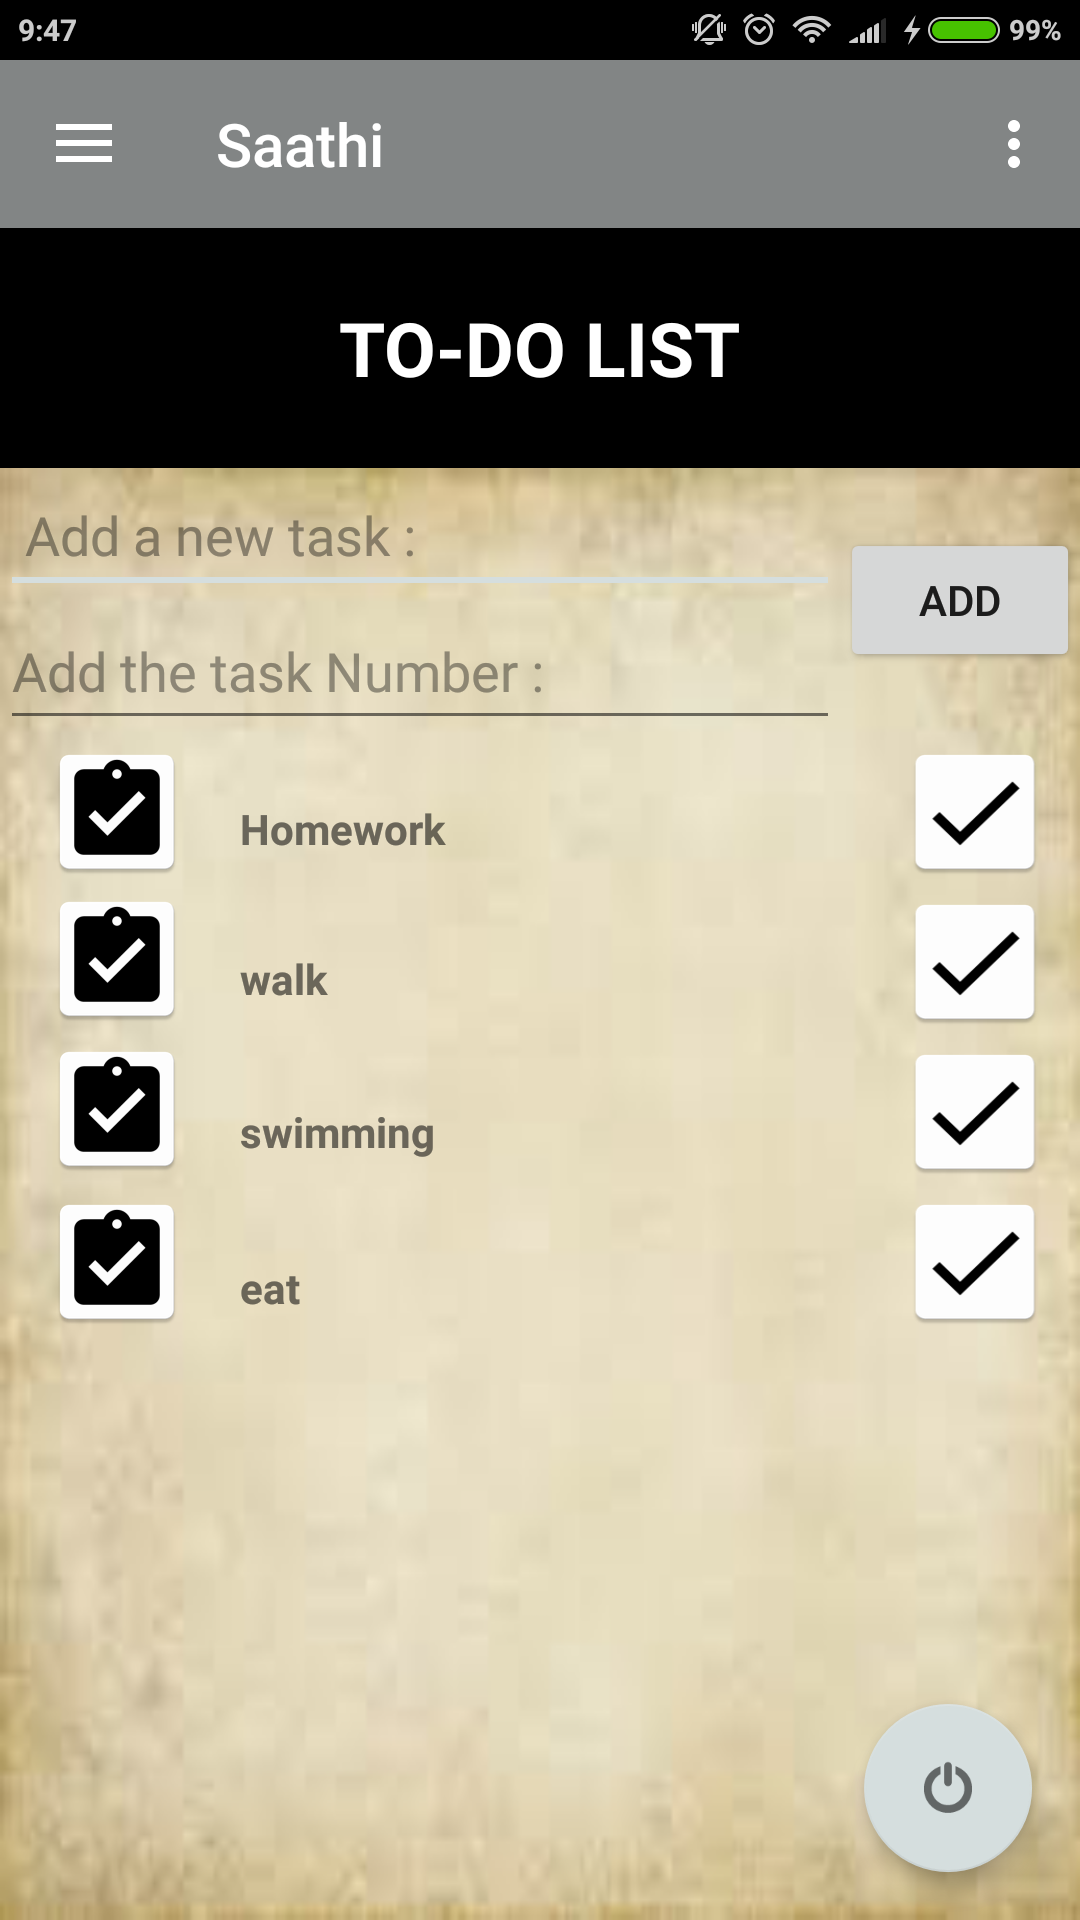 9:47 99%
Saathi
TO-DO LIST
Add a new task :
ADD
Add the task Number :
Homework
walk
swimming
eat